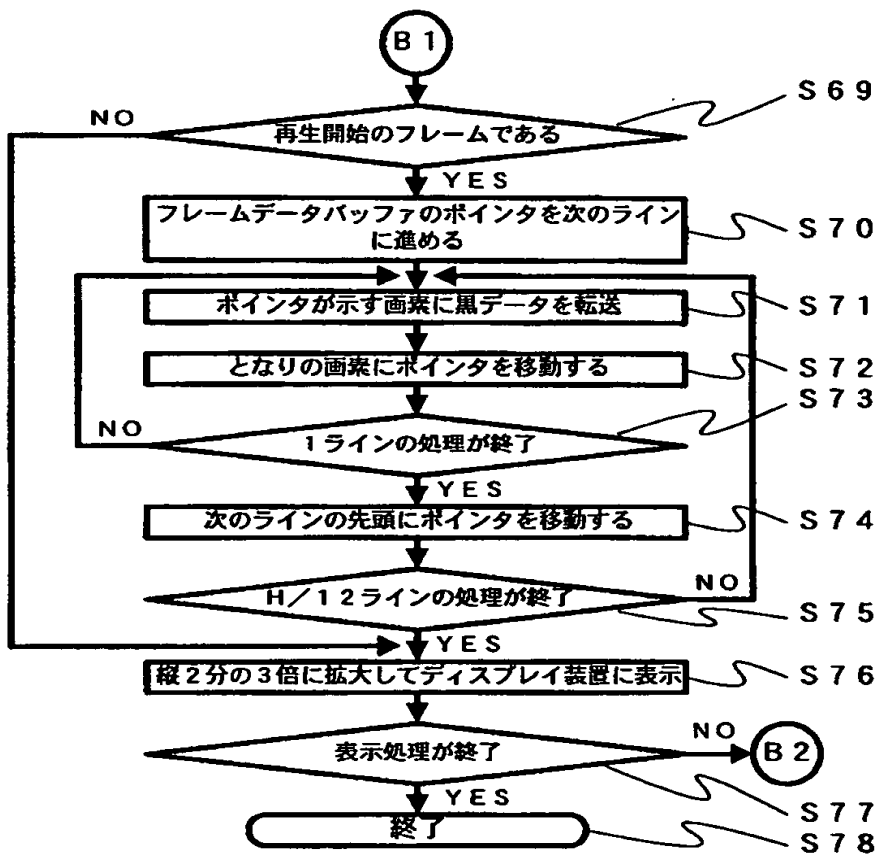 B1
S69
NO
再生開始のフレームである
YES
フレームデータバッファのポインタを次のライン
に進める
S70
ポインタが示す画素に黒データを転送
S71
となりの画素にポインタを移動する
S72
S73
NO
1ラインの処理が終了
YES
次のラインの先頭にポインタを移動する
S74
NO
H/12ラインの処理が終了
S75
YES
縦2分の3倍に拡大してディスプレイ装置に表示
S76
NO
表示処理が終了
B2
YES
S77
終了
S78